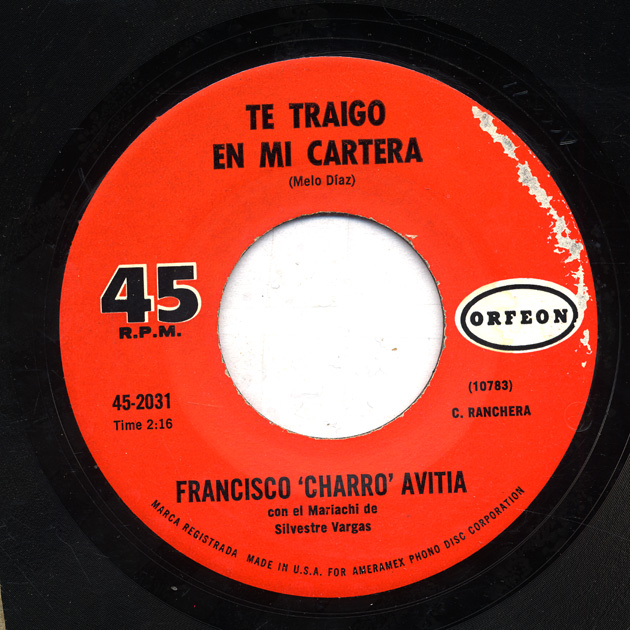 TE TRAIGO
EN MI CARTERA
(Melo Díaz)
45
R.P.M.
ORFEON
45-2031
Time 2:16
(10783)
C. RANCHERA
FRANCISCO 'CHARRO' AVITIA
con el Mariachi de
Silvestre Vargas
MARCA REGISTRADA MADE IN U.S.A. FOR AMERAMEX PHONO DISC CORPORATION